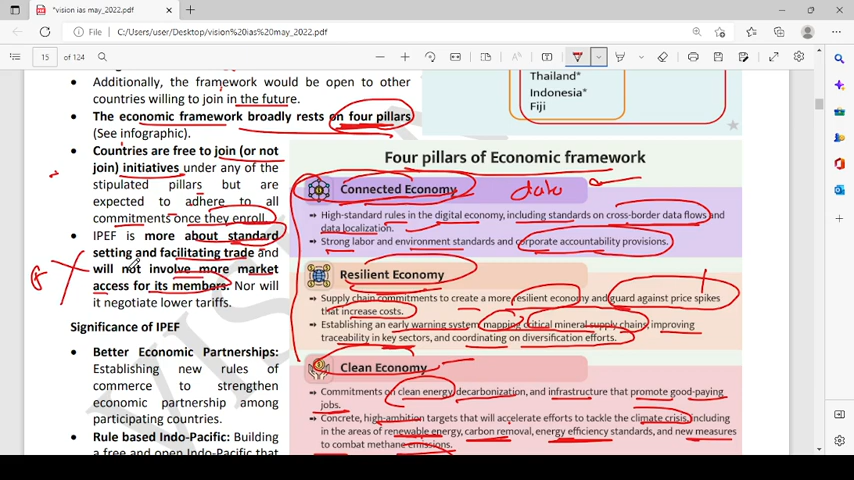 *vision ias may_2022.pdf
File
C:/Users/user/Desktop/vision%20ias%20may_2022.pdf
15 of 124
• Additionally, the framework would be open to other
countries willing to join in the future.
• The economic framework broadly rests on four pillars
(See infographic).
• Countries are free to join (or not
join) initiatives under any of the
stipulated pillars but are
expected to adhere to all
commitments once they enroll.
• IPEF is more about standard
setting and facilitating trade and
will not involve more market
access for its members. Nor will
it negotiate lower tariffs.
Significance of IPEF
• Better Economic Partnerships:
Establishing new rules of
commerce to strengthen
economic partnership among
participating countries.
• Rule based Indo-Pacific: Building
a free and open Indo-Pacific that
Thailand*
Indonesia*
Fiji
Four pillars of Economic framework
Connected Economy
data
High-standard rules in the digital economy, including standards on cross-border data flows and
data localization.
Strong labor and environment standards and corporate accountability provisions.
Resilient Economy
Supply chain commitments to create a more resilient economy and guard against price spikes
that increase costs.
Establishing an early warning system, mapping critical mineral supply chains, improving
traceability in key sectors, and coordinating on diversification efforts.
Clean Economy
Commitments on clean energy decarbonization, and infrastructure that promote good-paying
jobs.
Concrete, high-ambition targets that will accelerate efforts to tackle the climate crisis, including
in the areas of renewable energy, carbon removal, energy efficiency standards, and new measures
to combat methane emissions.